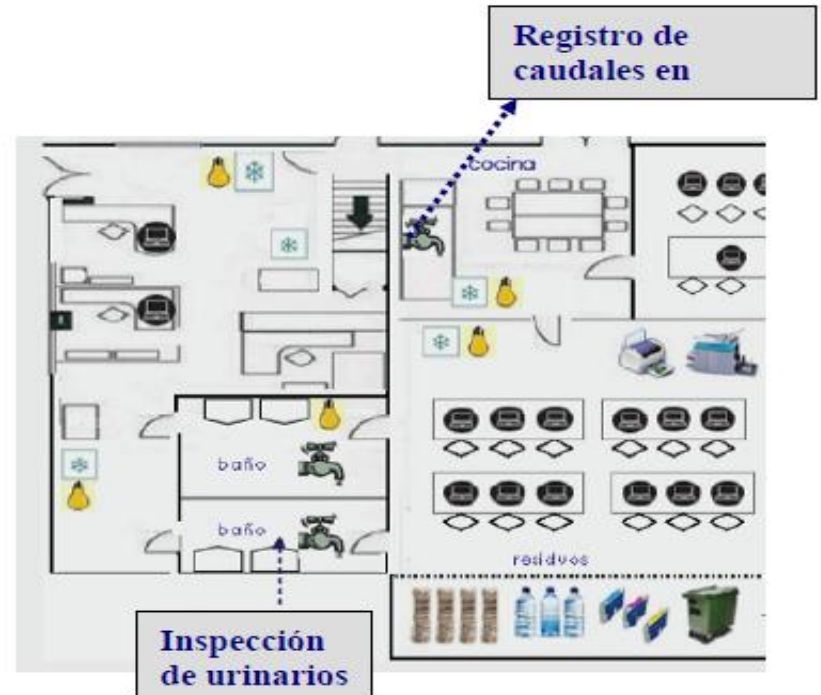 Registro de
caudales en
cocina
baño
baño
residuos
Inspección
de urinarios